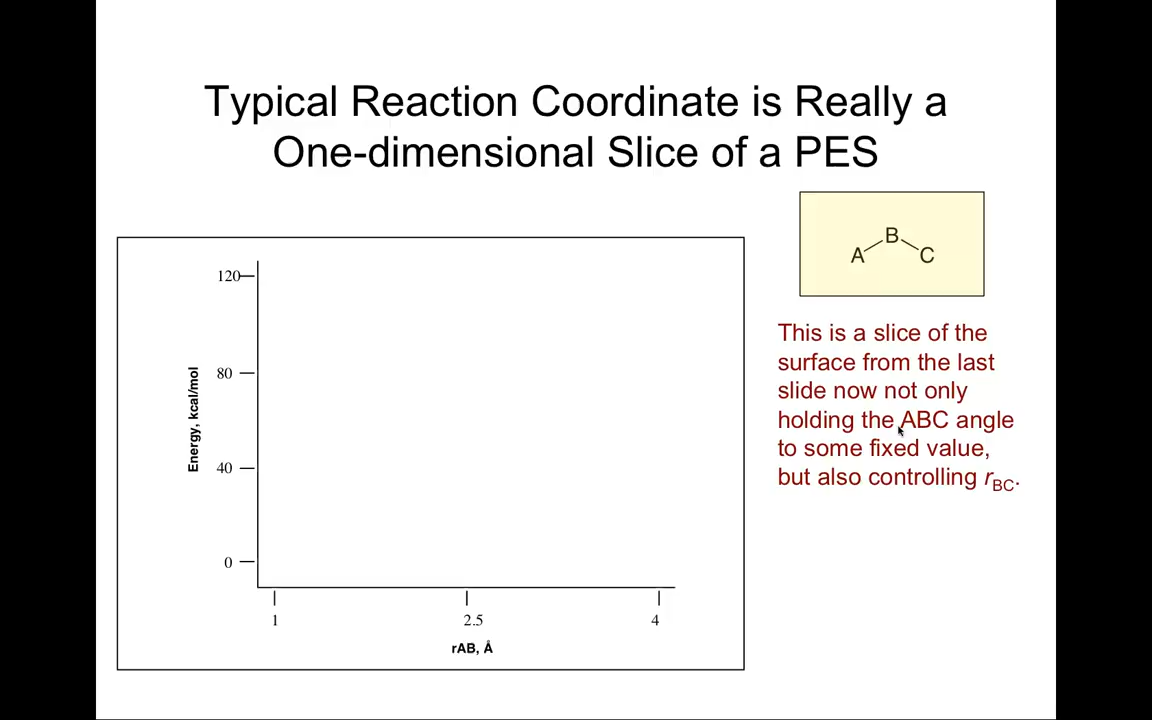 Typical Reaction Coordinate is Really a
One-dimensional Slice of a PES
A
B
C
This is a slice of the
surface from the last
slide now not only
holding the ABC angle
to some fixed value,
but also controlling rBC.
120
80
40
0
Energy, kcal/mol
1
2.5
4
rAB, Å